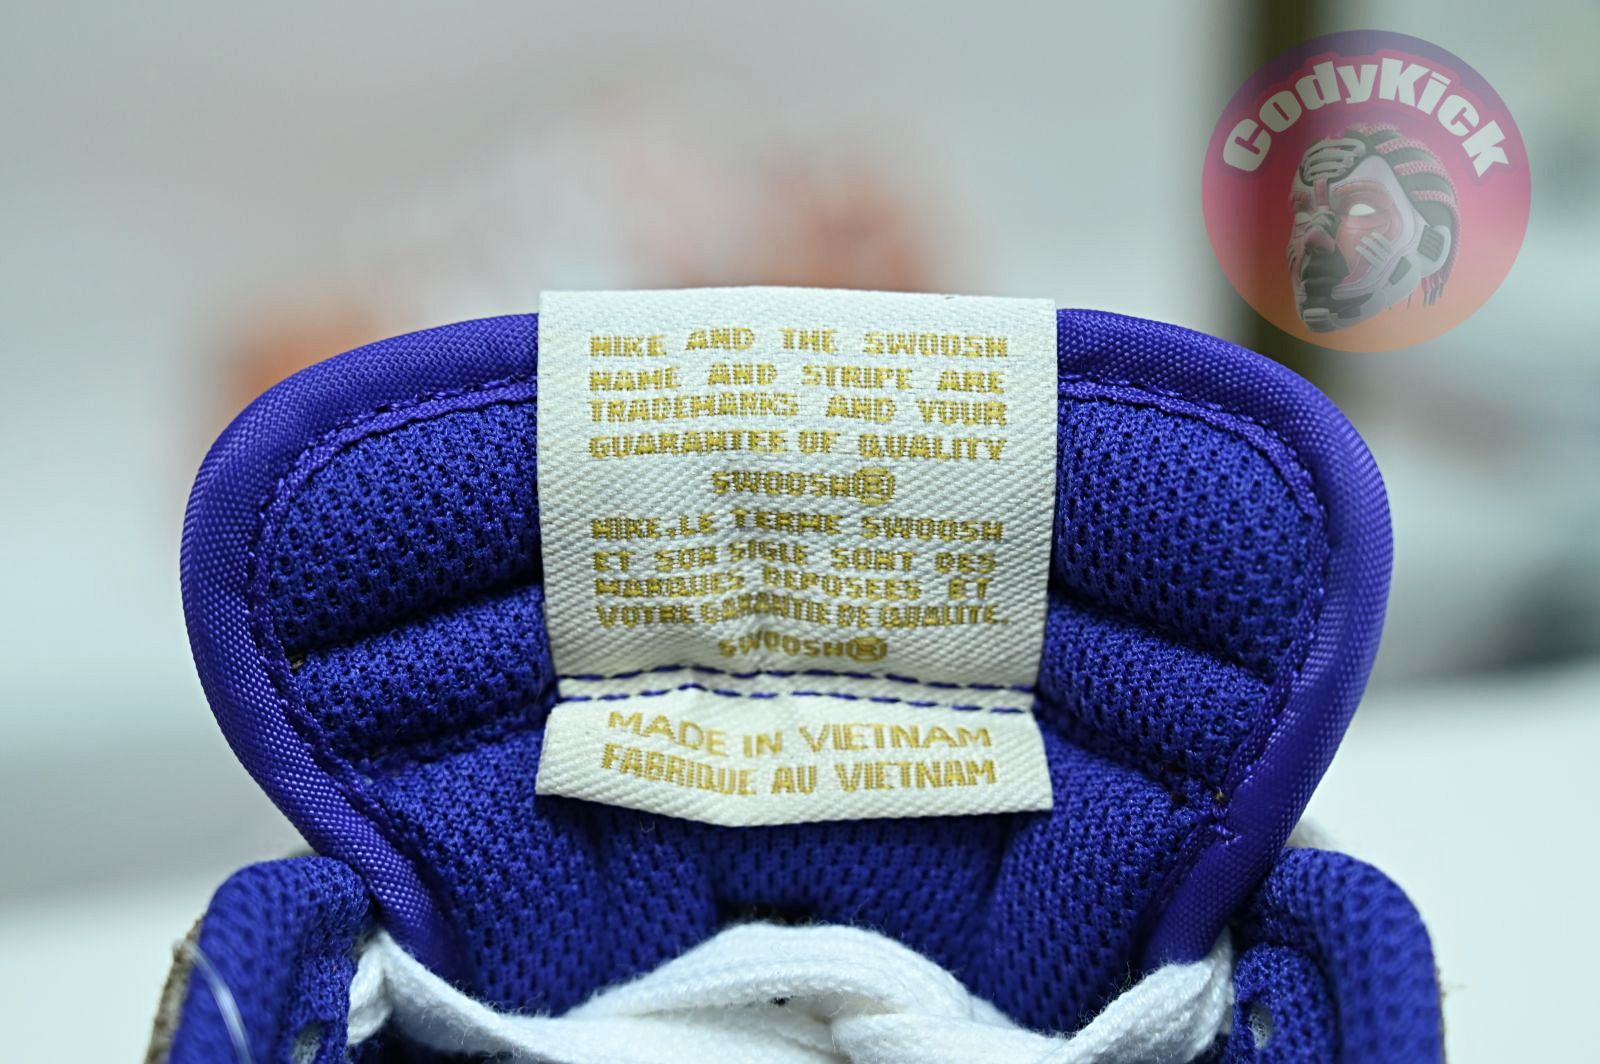 CodyKick
NIKE AND THE SWOOSH
NAME AND STRIPE ARE
TRADEMARKS AND YOUR
GUARANTEE OF QUALITY
SWOOSH®
NIKE,LE TERME SWOOSH
ET SON SIGLE SONT DES
MARQUES DEPOSEES ET
VOTRE GARANTIE DE QUALITE.
SWOOSH®
MADE IN VIETNAM
FABRIQUE AU VIETNAM